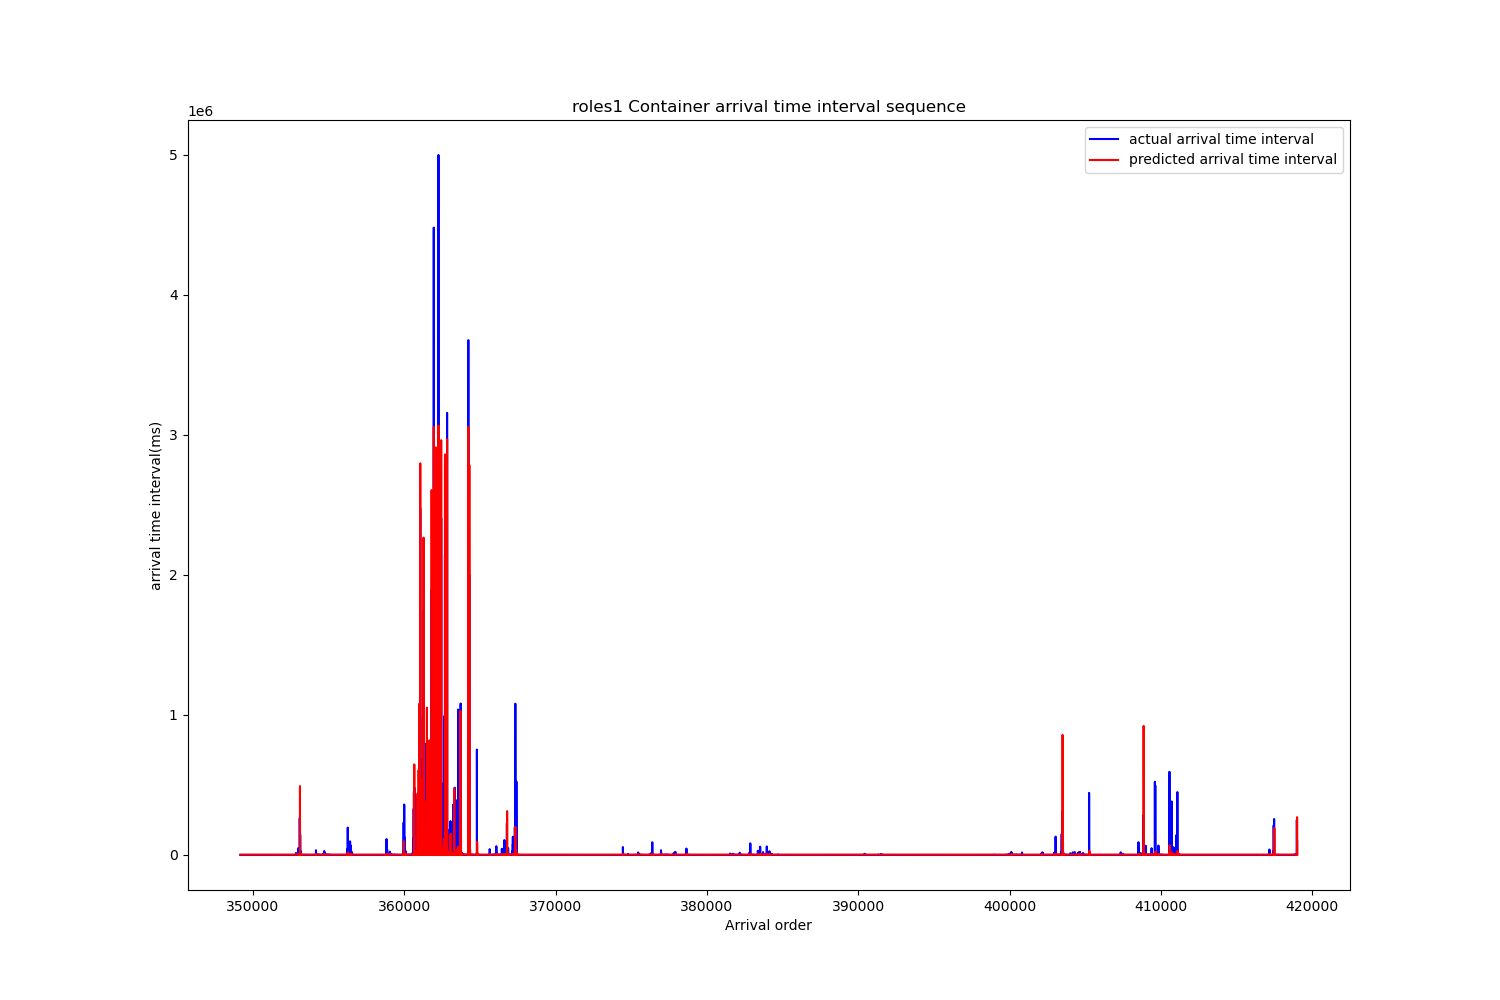 roles1 Container arrival time interval sequence
1e6
actual arrival time interval
predicted arrival time interval
5
4
3
2
1
0
arrival time interval(ms)
350000 360000 370000 380000 390000 400000 410000 420000
Arrival order